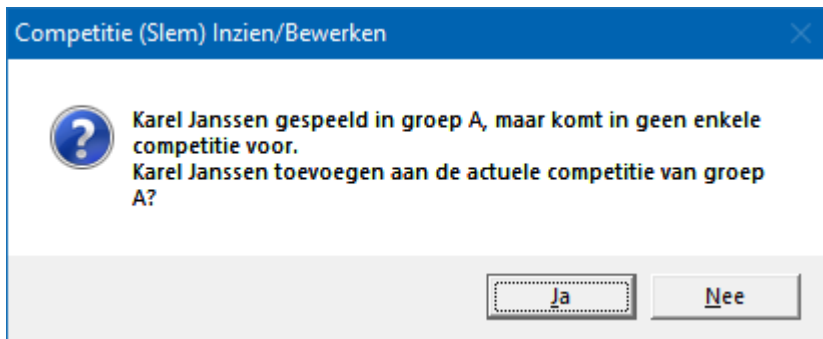 Competitie (Slem) Inzien/Bewerken
Karel Janssen gespeeld in groep A, maar komt in geen enkele
competitie voor.
Karel Janssen toevoegen aan de actuele competitie van groep
A?
Ja
Nee